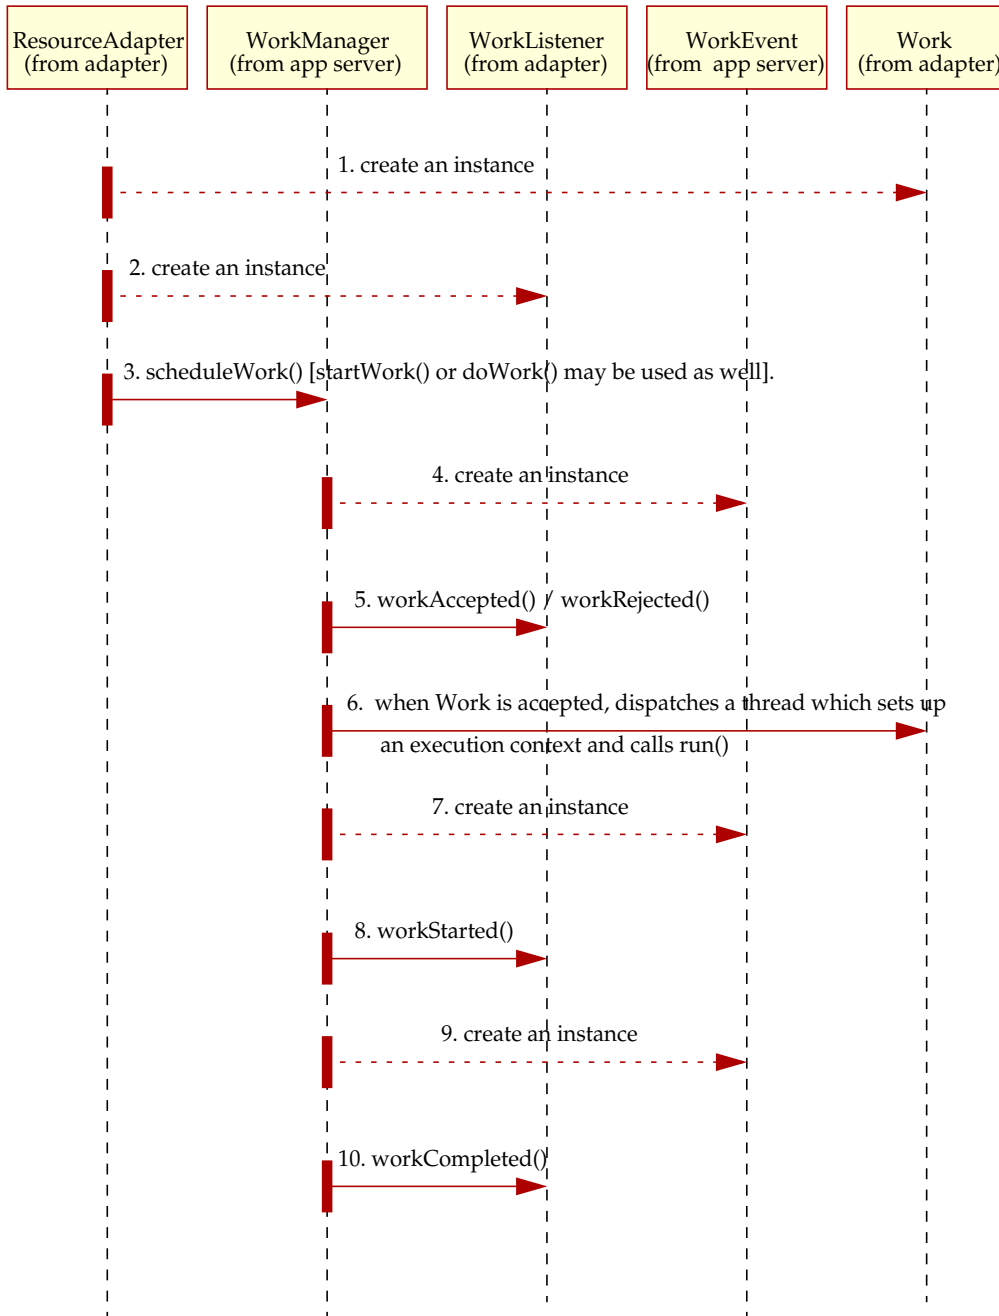 ResourceAdapter
(from adapter)
WorkManager
(from app server)
WorkListener
(from adapter)
WorkEvent
(from  app server)
Work
(from adapter)
1. create an instance
2. create an instance
3. scheduleWork() [startWork() or doWork() may be used as well].
4. create an instance
5. workAccepted() / workRejected()
6.  when Work is accepted, dispatches a thread which sets up
an execution context and calls run()
7. create an instance
8. workStarted()
9. create an instance
10. workCompleted()